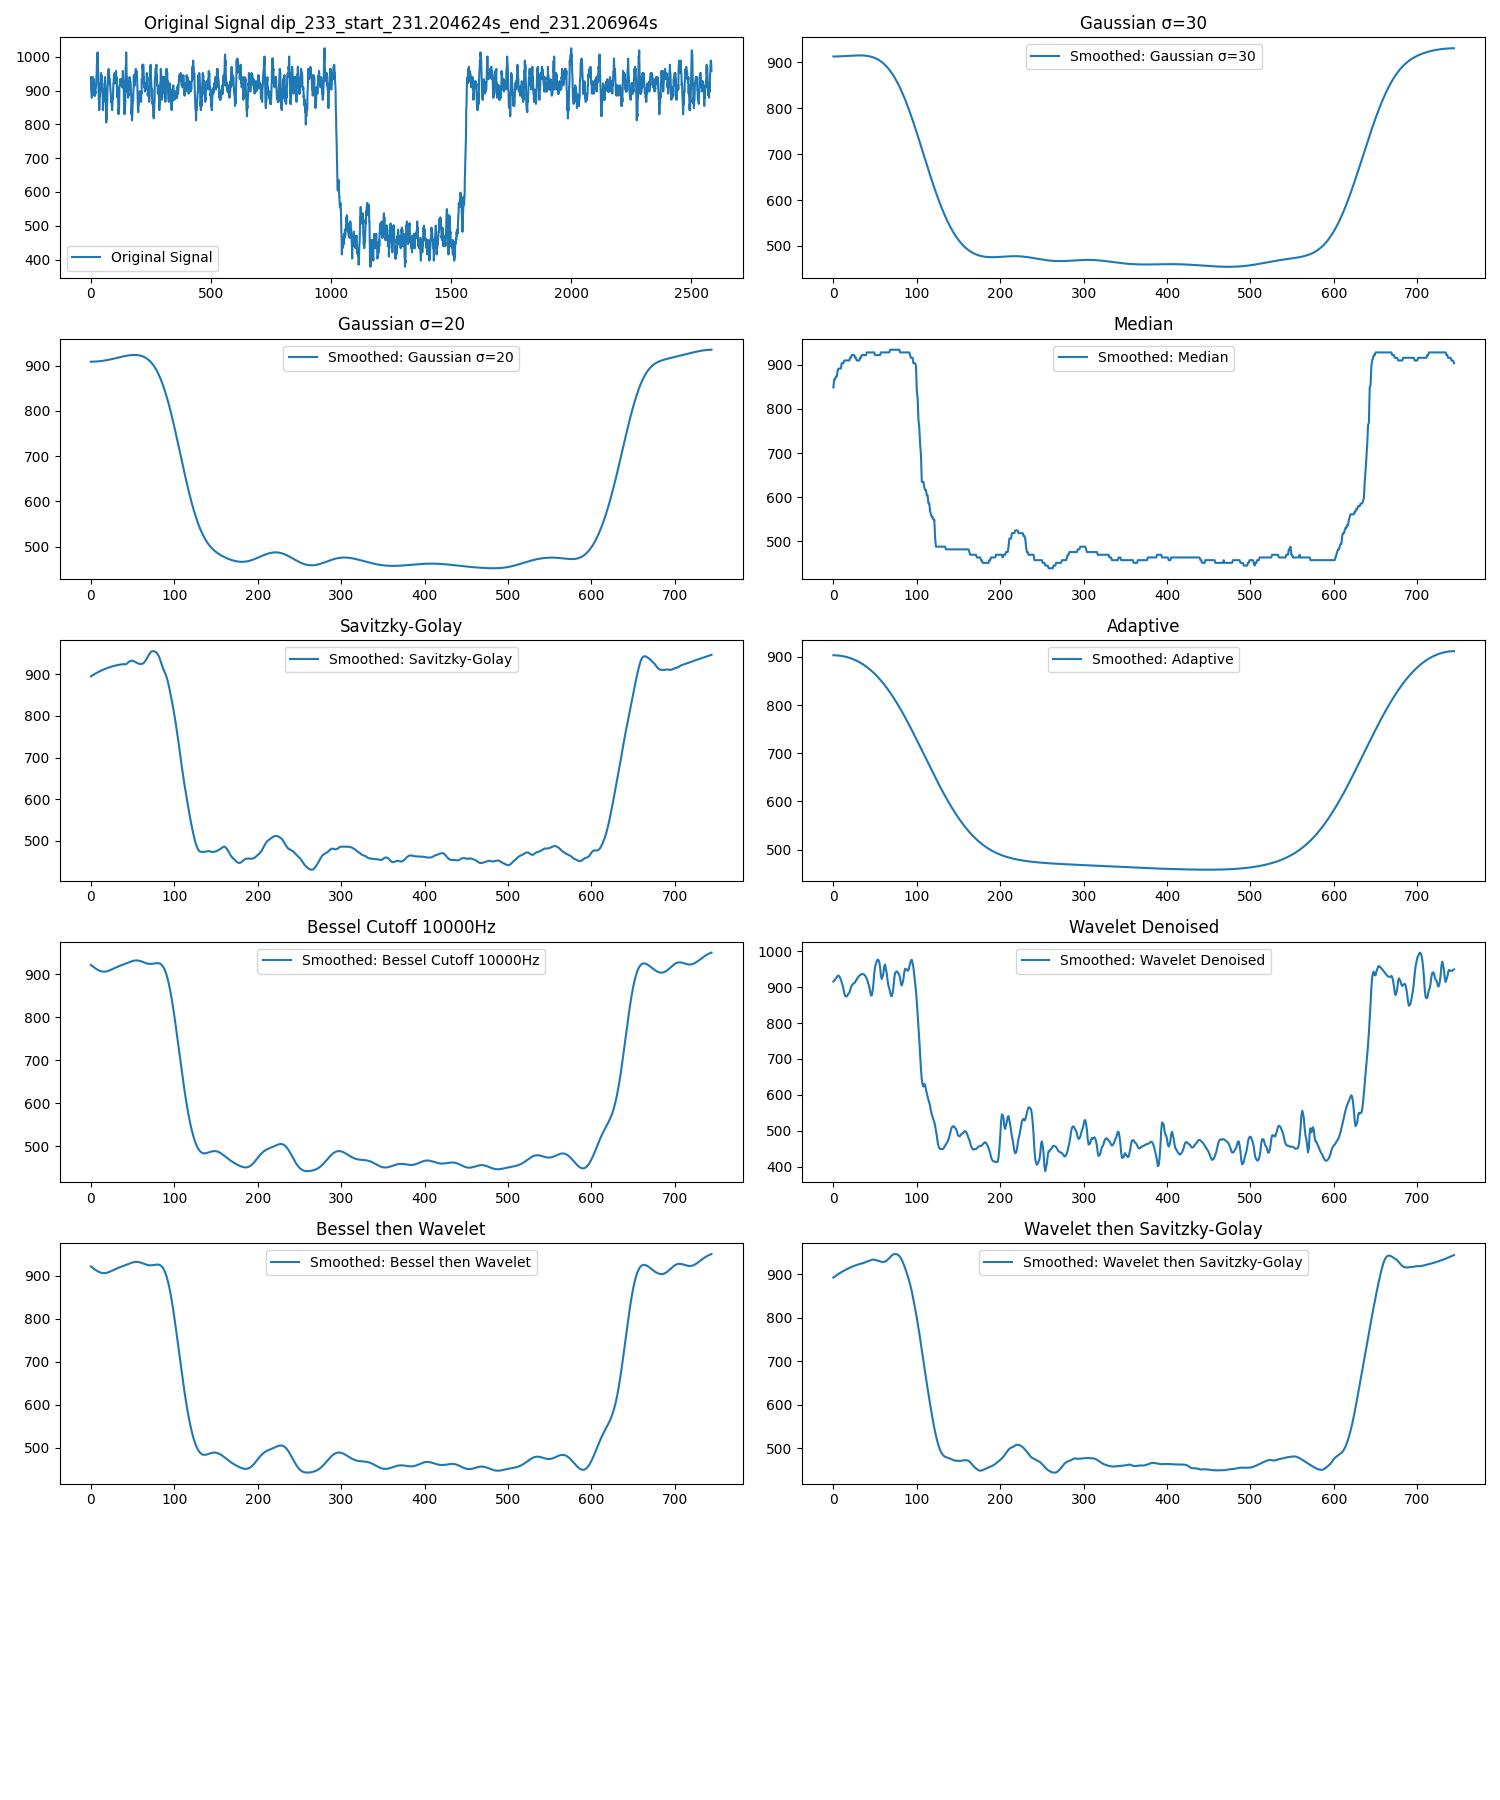 Original Signal dip_233_start_231.204624s_end_231.206964s
1000
900
800
700
600
500
400
Original Signal
0 500 1000 1500 2000 2500
Gaussian σ=30
900
800
700
600
500
Smoothed: Gaussian σ=30
0 100 200 300 400 500 600 700
Gaussian σ=20
900
800
700
600
500
Smoothed: Gaussian σ=20
0 100 200 300 400 500 600 700
Median
900
800
700
600
500
Smoothed: Median
0 100 200 300 400 500 600 700
Savitzky-Golay
900
800
700
600
500
Smoothed: Savitzky-Golay
0 100 200 300 400 500 600 700
Adaptive
900
800
700
600
500
Smoothed: Adaptive
0 100 200 300 400 500 600 700
Bessel Cutoff 10000Hz
900
800
700
600
500
Smoothed: Bessel Cutoff 10000Hz
0 100 200 300 400 500 600 700
Wavelet Denoised
1000
900
800
700
600
500
400
Smoothed: Wavelet Denoised
0 100 200 300 400 500 600 700
Bessel then Wavelet
900
800
700
600
500
Smoothed: Bessel then Wavelet
0 100 200 300 400 500 600 700
Wavelet then Savitzky-Golay
900
800
700
600
500
Smoothed: Wavelet then Savitzky-Golay
0 100 200 300 400 500 600 700